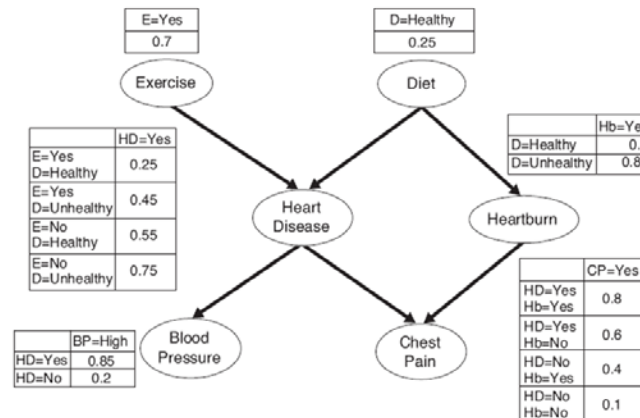 E=Yes
0.7
Exercise
D=Healthy
0.25
Diet
HD=Yes
E=Yes
D=Healthy
0.25
E=Yes
D=Unhealthy
0.45
E=No
D=Healthy
0.55
E=No
D=Unhealthy
0.75
D=Healthy
D=Unhealthy
Heart
Disease
Heartburn
BP=High
HD=Yes 0.85
HD=No 0.2
Blood
Pressure
Chest
Pain
CP=Yes
HD=Yes
Hb=Yes
0.8
HD=Yes
Hb=No
0.6
HD=No
Hb=Yes
0.4
HD=No
Hb=No
0.1